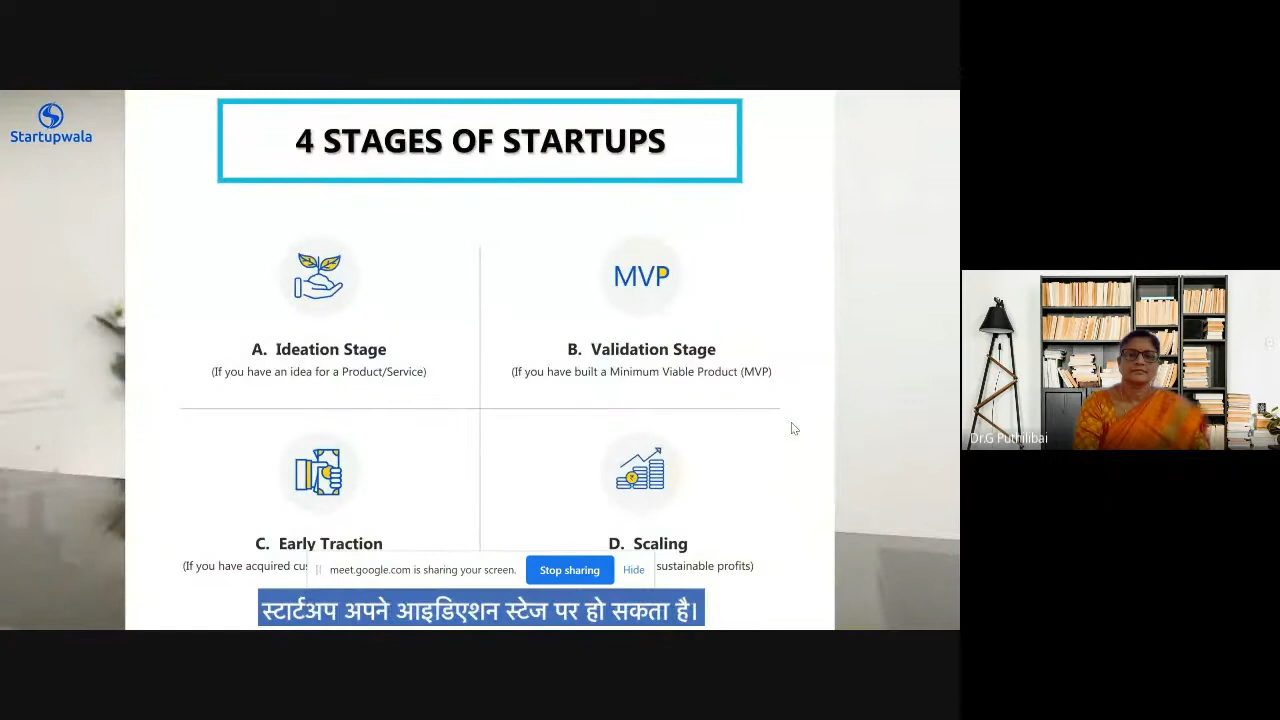 Startupwala
4 STAGES OF STARTUPS
MVP
A. Ideation Stage
(If you have an idea for a Product/Service)
B. Validation Stage
(If you have built a Minimum Viable Product (MVP)
C. Early Traction
(If you have acquired
D. Scaling
sustainable profits)
meet.google.com is sharing your screen.
Stop sharing
Hide
स्टार्टअप अपने आइडिएशन स्टेज पर हो सकता है।
Dr.G Puthilibai